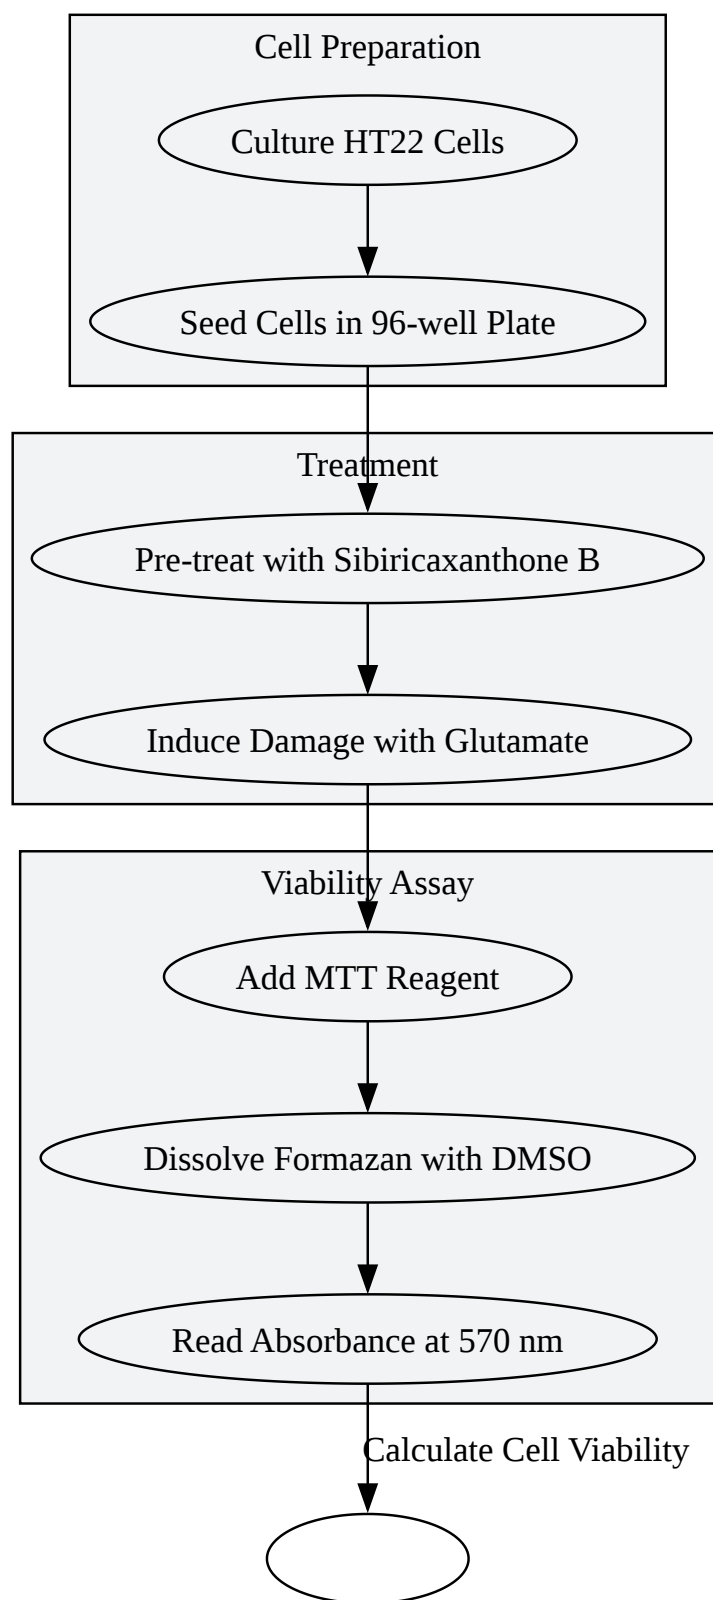 Cell Preparation
Culture HT22 Cells
Seed Cells in 96-well Plate
Treatment
Pre-treat with Sibiricaxanthone B
Induce Damage with Glutamate
Viability Assay
Add MTT Reagent
Dissolve Formazan with DMSO
Read Absorbance at 570 nm
Calculate Cell Viability